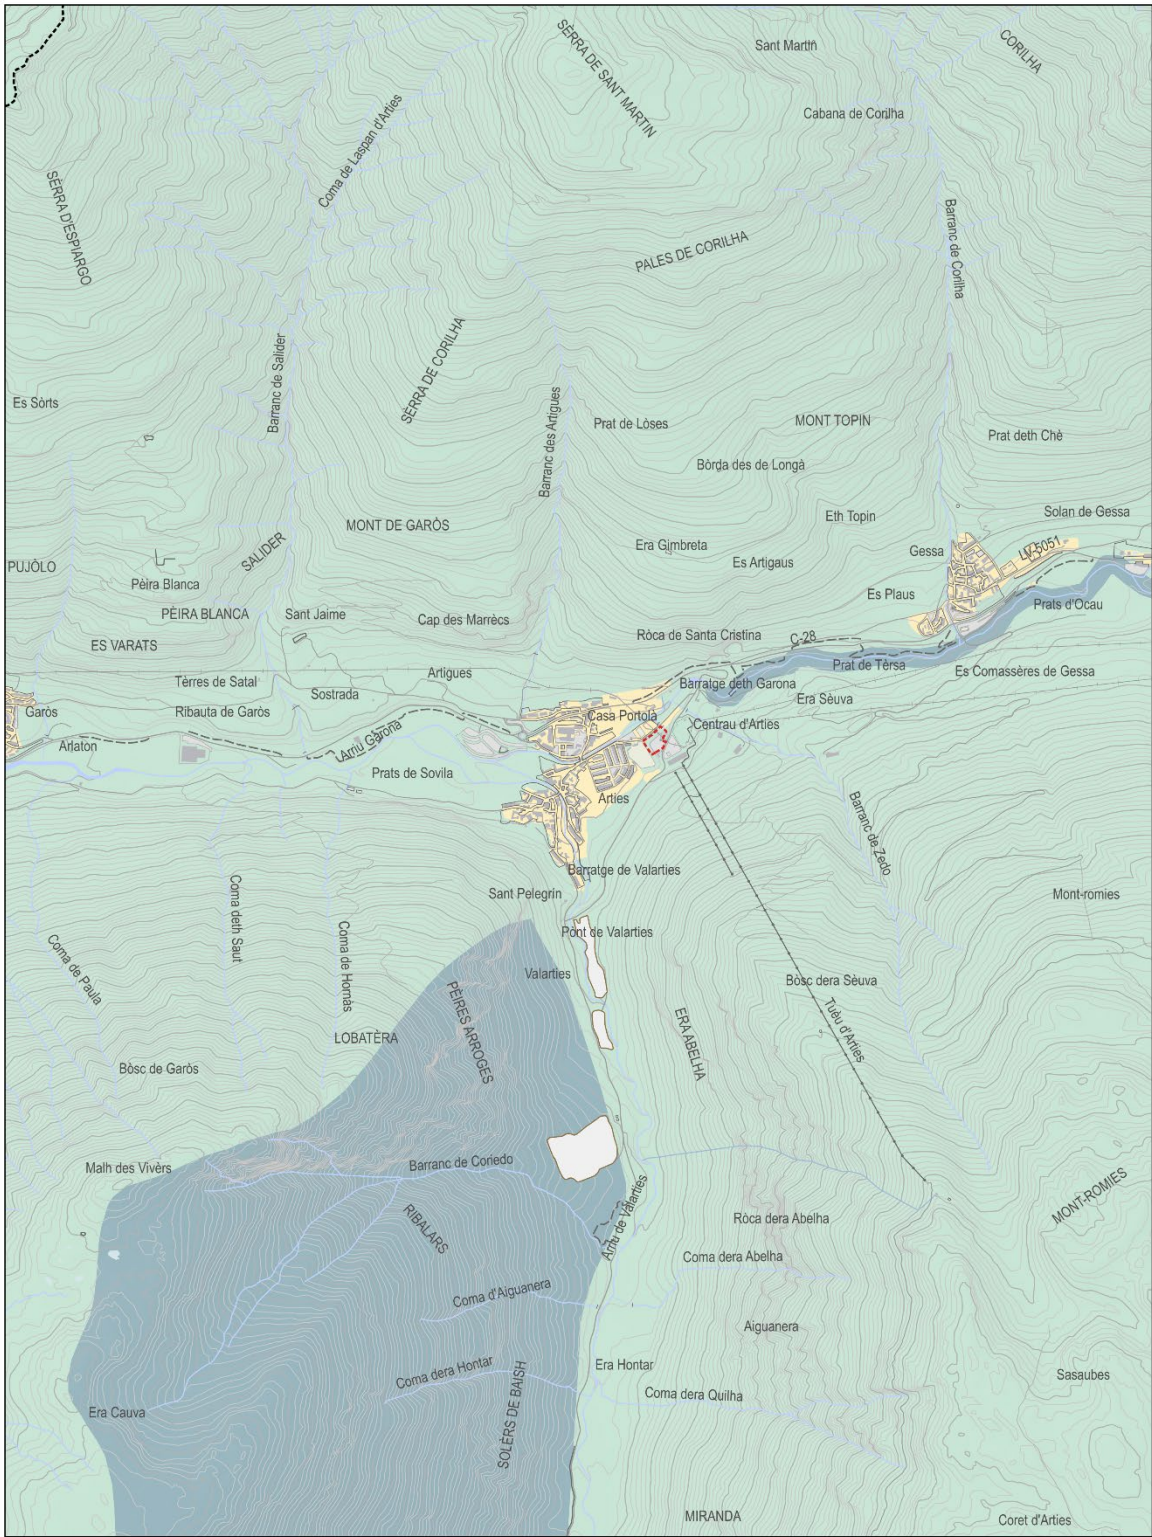 SÈRRA DE SANT MARTIN
Sant Martin
CORILHA
Cabana de Corilha
Coma de Laspan d'Arties
SÈRRA D'ESPIARGO
PALES DE CORILHA
Barranc de Corilha
SÈRRA DE CORILHA
Barranc de Salider
Es Sòrts
Barranc des Artigues
Prat de Lòses
MONT TOPIN
Prat deth Chè
Bòrda des de Longà
Solan de Gessa
Eth Topin
MONT DE GARÒS
Era Gimbreta
Gessa
LV-5051
SALIDER
PUJÒLO
Es Artigaus
Pèira Blanca
Es Plaus
Prats d'Ocau
PÈIRA BLANCA
Sant Jaime
Cap des Marrècs
Ròca de Santa Cristina
C-28
ES VARATS
Prat de Tèrsa
Es Comassères de Gessa
Artigues
Tèrres de Satal
Barratge deth Garona
Sostrada
Era Sèuva
Garòs
Ribauta de Garòs
Casa Portolà
Centrau d'Arties
Arlaton
Arriu Garona
Prats de Sovila
Arties
Barranc de Zedo
Barratge de Valarties
Sant Pelegrin
Mont-romies
Coma deth Saut
Pònt de Valarties
Coma de Hornàs
Coma de Paula
Valarties
Bòsc dera Sèuva
PÈIRES ARROGES
Tuèu d'Arties
LOBATÈRA
ERA ABELHA
Bòsc de Garòs
Malh des Vivèrs
Barranc de Coriedo
MONT-ROMIES
Arriu de Valarties
Ròca dera Abelha
RIBALARS
Coma dera Abelha
Coma d'Aiguanera
Aiguanera
Era Hontar
Coma dera Hontar
Sasaubes
Coma dera Quilha
Era Cauva
SOLÈRS DE BAISH
MIRANDA
Coret d'Arties